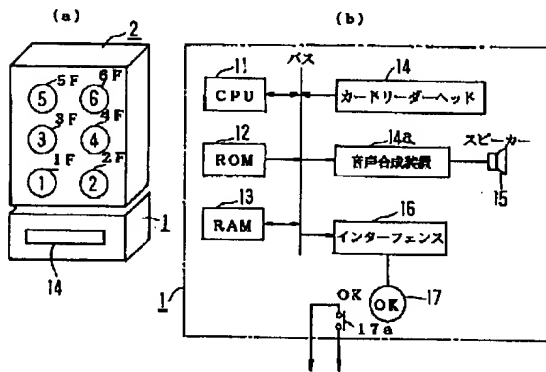 (a)
2
5F
6F
5
6
3F
4F
3
4
1F
2F
1
2
1
14
(b)
バス
11
CPU
14
カードリーダーヘッド
12
ROM
14a
音声合成装置
スピーカー
15
13
RAM
16
インターフェンス
1
OK
OK
17
17a